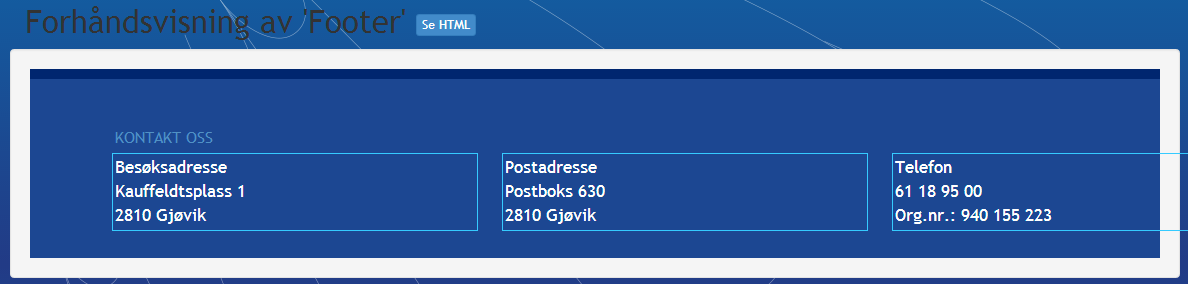 Forhåndsvisning av 'Footer' Se HTML
KONTAKT OSS
Besøksadresse
Kauffeldtsplass 1
2810 Gjøvik
Postadresse
Postboks 630
2810 Gjøvik
Telefon
61 18 95 00
Org.nr.: 940 155 223